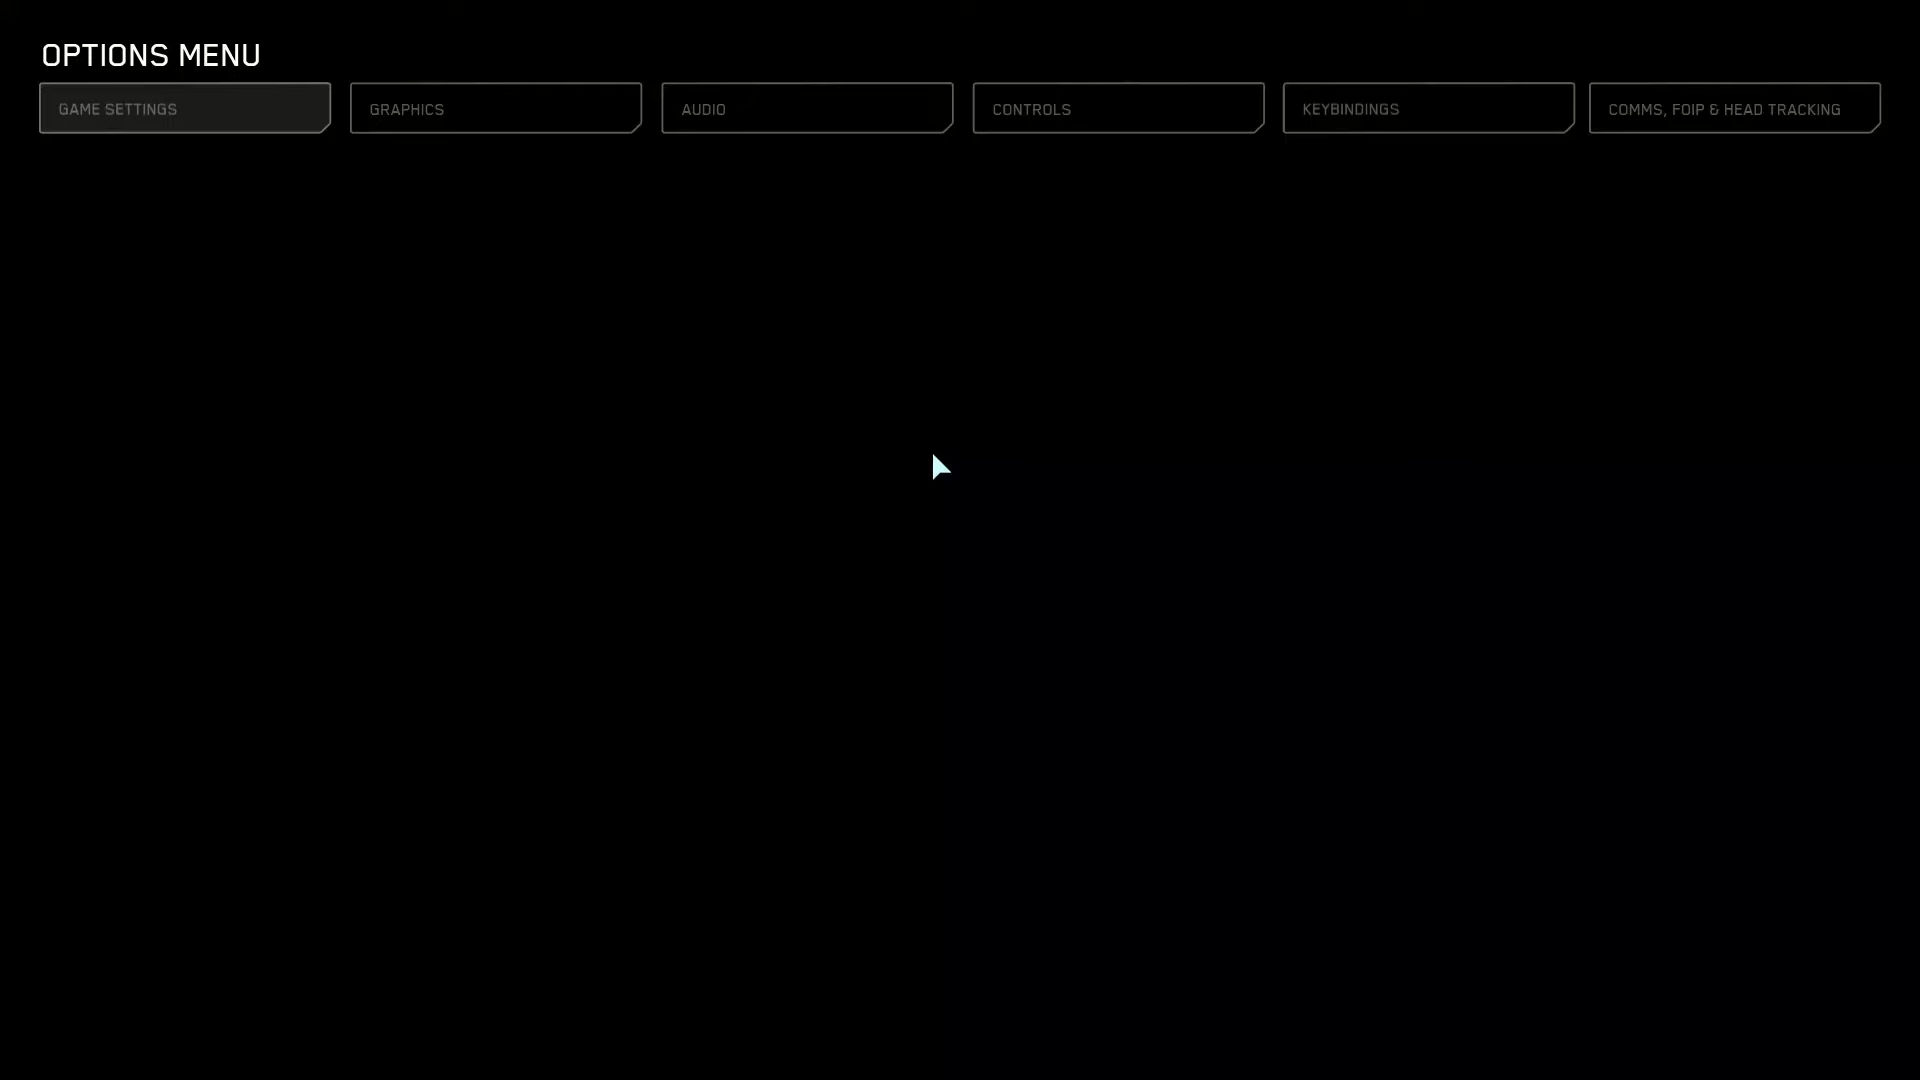 OPTIONS MENU
GAME SETTINGS
GRAPHICS
AUDIO
CONTROLS
KEYBINDINGS
COMMS, FOIP & HEAD TRACKING